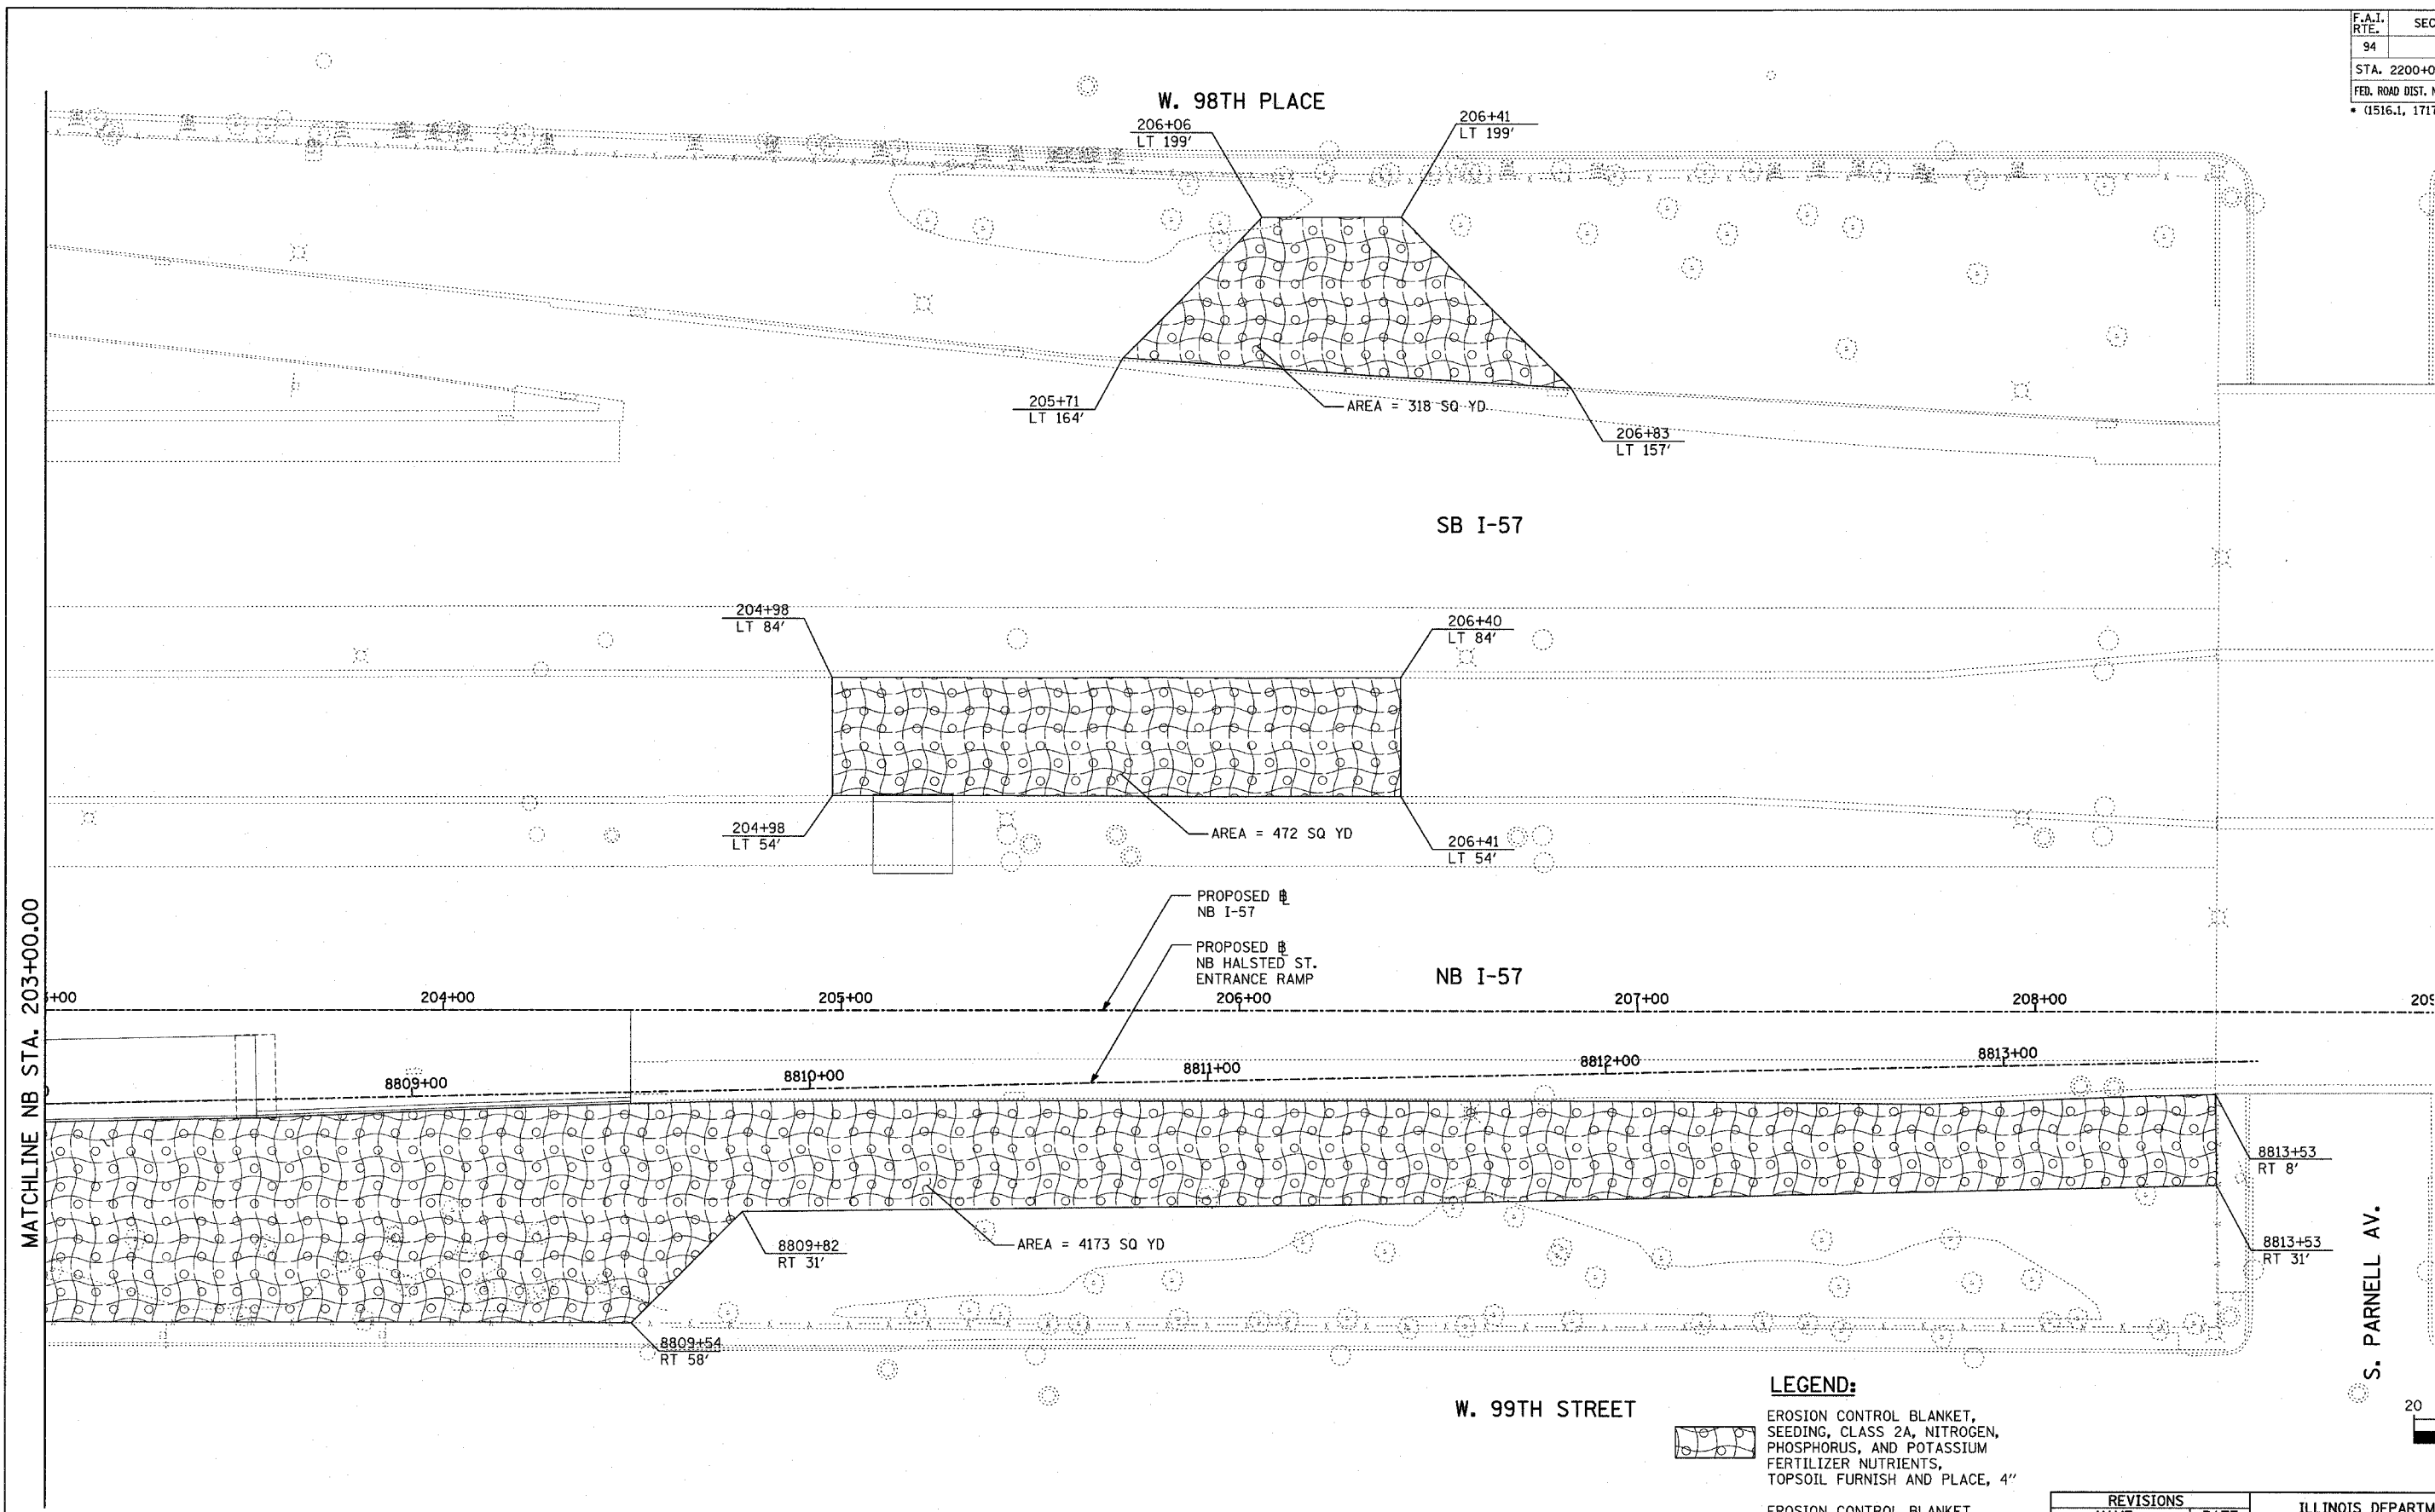 F.A.I.
RTE.
94
STA. 2200+0
FED. ROAD DIST.
* (1516.1, 1717
W. 98TH PLACE
206+06
LT 199'
206+41
LT 199'
205+71
LT 164'
AREA = 318 SQ YD
206+83
LT 157'
SB I-57
204+98
LT 84'
206+40
LT 84'
204+98
LT 54'
AREA = 472 SQ YD
206+41
LT 54'
PROPOSED
NB I-57
PROPOSED
NB HALSTED ST.
ENTRANCE RAMP
NB I-57
MATCHLINE NB STA. 203+00.00
+00
204+00
205+00
206+00
207+00
208+00
209
8809+00
8810+00
8811+00
8812+00
8813+00
8813+53
RT 8'
8813+53
RT 31'
8809+82
RT 31'
AREA = 4173 SQ YD
8809+54
RT 58'
S. PARNELL AV.
W. 99TH STREET
LEGEND:
EROSION CONTROL BLANKET,
SEEDING, CLASS 2A, NITROGEN,
PHOSPHORUS, AND POTASSIUM
FERTILIZER NUTRIENTS,
TOPSOIL FURNISH AND PLACE, 4"
EROSION CONTROL BLANKET
20
REVISIONS
ILLINOIS DEPARTM